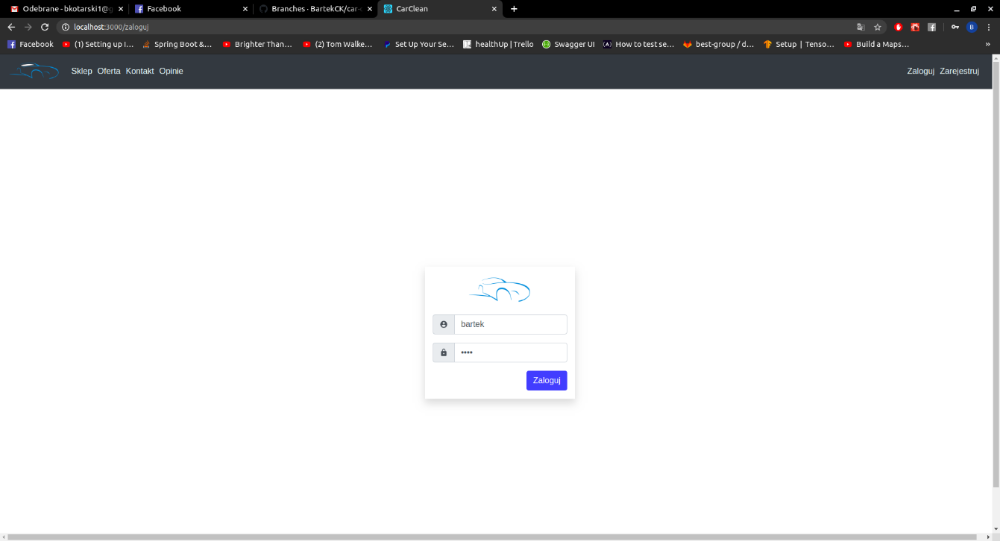 Odebrane - bkotarski1@g
Facebook
Branches · BartekCK/car-c
CarClean
localhost:3000/zaloguj
B
Facebook
(1) Setting up I…
Spring Boot &…
Brighter Than…
(2) Tom Walke…
Set Up Your Se…
healthUp | Trello
Swagger UI
How to test se…
best-group / d…
Setup | Tenso…
Build a Maps…
»
Sklep Oferta Kontakt Opinie
Zaloguj Zarejestruj
bartek
••••
Zaloguj